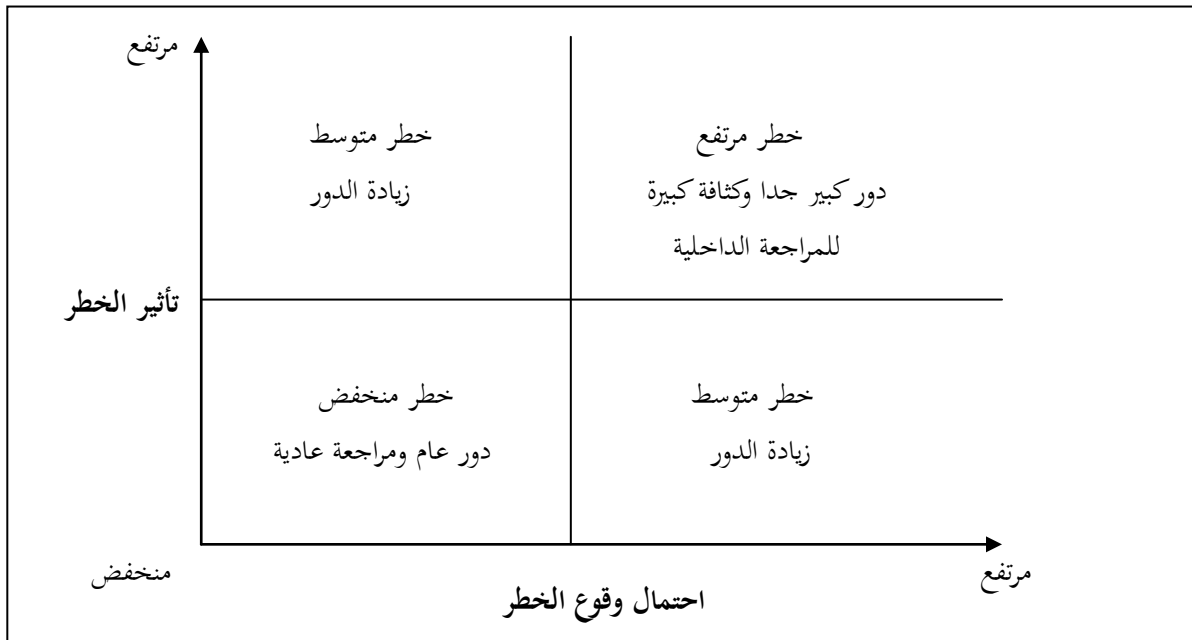 مرتفع
خطر مرتفع
دور كبير جدا وكثافة كبيرة
للمراجعة الداخلية
خطر متوسط
زيادة الدور
تأثير الخطر
خطر متوسط
زيادة الدور
خطر منخفض
دور عام ومراجعة عادية
مرتفع
منخفض
احتمال وقوع الخطر